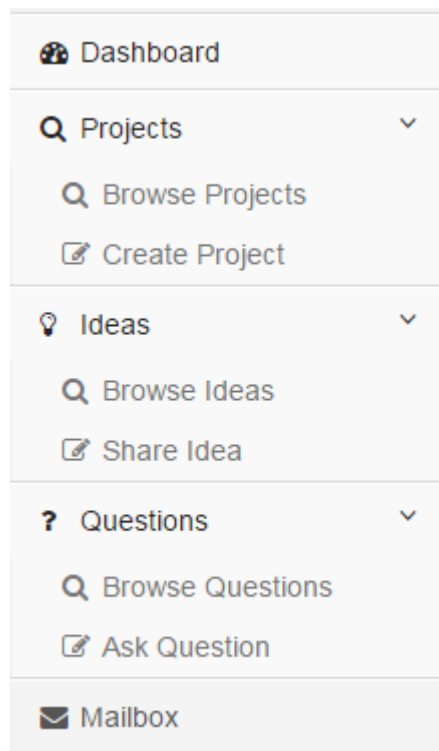 Dashboard
Projects
Browse Projects
Create Project
Ideas
Browse Ideas
Share Idea
? Questions
Browse Questions
Ask Question
Mailbox